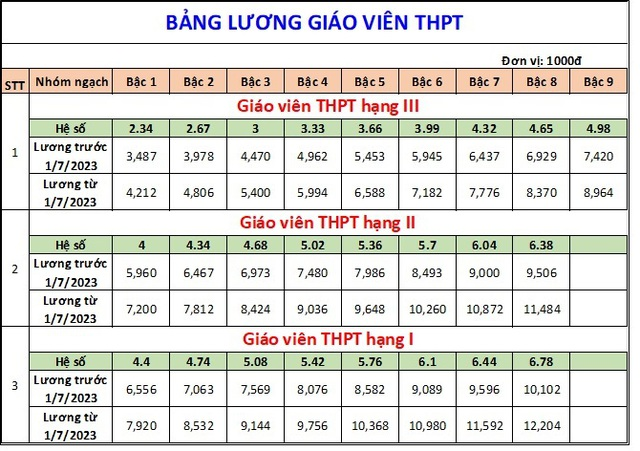 BẢNG LƯƠNG GIÁO VIÊN THPT
Đơn vị: 1000đ
STT Nhóm ngạch Bậc 1 Bậc 2 Bậc 3 Bậc 4 Bậc 5 Bậc 6 Bậc 7 Bậc 8 Bậc 9
Giáo viên THPT hạng III
1
Hệ số 2.34 2.67 3 3.33 3.66 3.99 4.32 4.65 4.98
Lương trước
1/7/2023 3,487 3,978 4,470 4,962 5,453 5,945 6,437 6,929 7,420
Lương từ
1/7/2023 4,212 4,806 5,400 5,994 6,588 7,182 7,776 8,370 8,964
Giáo viên THPT hạng II
2
Hệ số 4 4.34 4.68 5.02 5.36 5.7 6.04 6.38
Lương trước
1/7/2023 5,960 6,467 6,973 7,480 7,986 8,493 9,000 9,506
Lương từ
1/7/2023 7,200 7,812 8,424 9,036 9,648 10,260 10,872 11,484
Giáo viên THPT hạng I
3
Hệ số 4.4 4.74 5.08 5.42 5.76 6.1 6.44 6.78
Lương trước
1/7/2023 6,556 7,063 7,569 8,076 8,582 9,089 9,596 10,102
Lương từ
1/7/2023 7,920 8,532 9,144 9,756 10,368 10,980 11,592 12,204